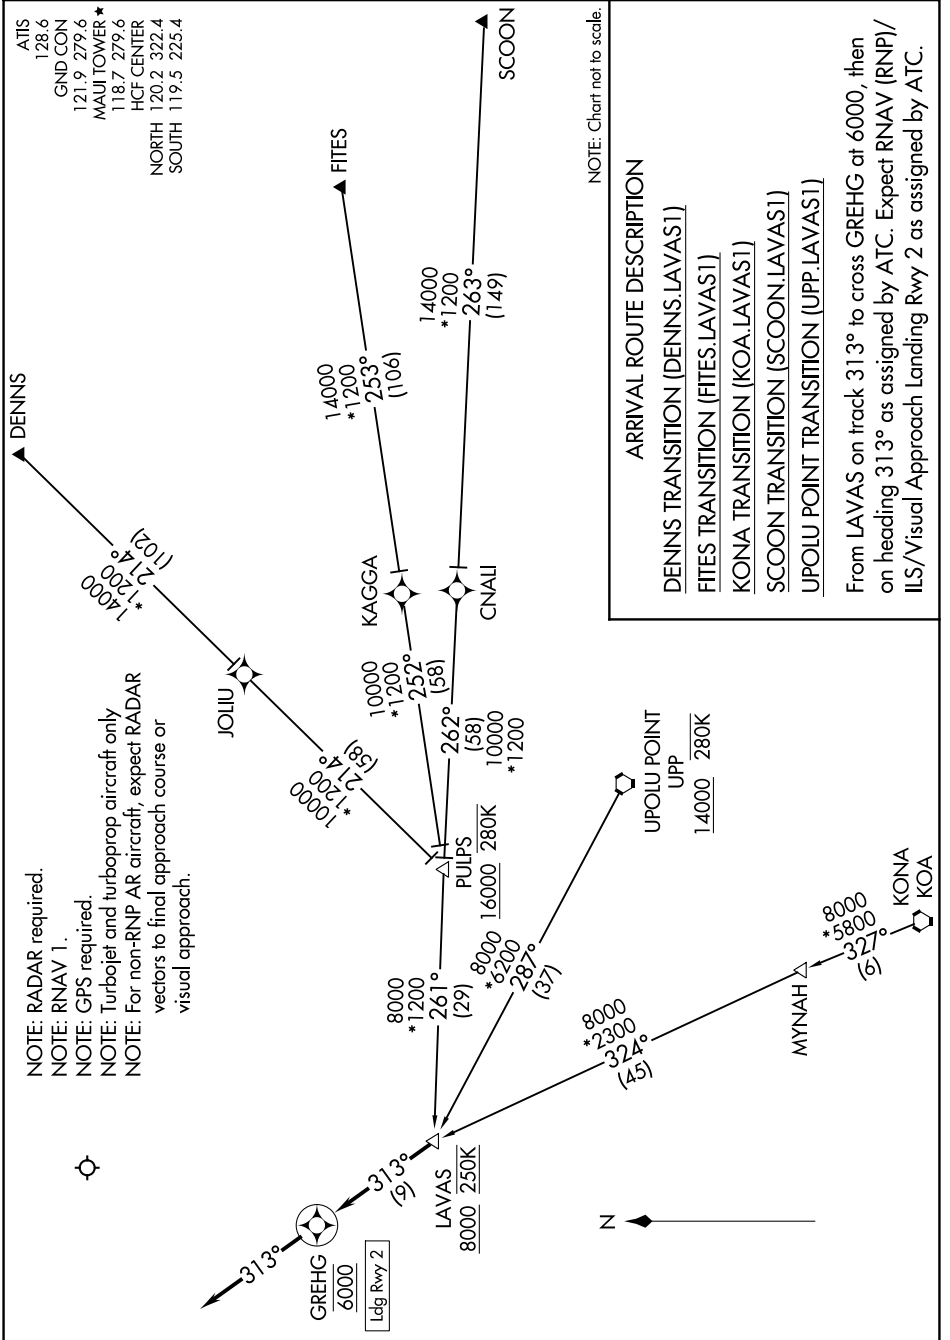 NOTE: RADAR required.
NOTE: RNAV 1.
NOTE: GPS required.
NOTE: Turbojet and turboprop aircraft only
NOTE: For non-RNP AR aircraft, expect RADAR
vectors to final approach course or
visual approach.
ATIS
128.6
GND CON
121.9 279.6
MAUI TOWER ★
118.7 279.6
HCF CENTER
NORTH 120.2 322.4
SOUTH 119.5 225.4
DENNS
14000
*1200
214°
(102)
JOLIU
10000
*1200
214°
(58)
FITES
14000
*1200
253°
(106)
KAGGA
10000
*1200
252°
(58)
SCOON
14000
*1200
263°
(149)
CNALI
262°
(58)
10000
*1200
PULPS
16000 280K
8000
*1200
261°
(29)
313°
GREHG
6000
Ldg Rwy 2
313°
(9)
LAVAS
8000 250K
8000
*6200
287°
(37)
UPOLU POINT
UPP
14000 280K
8000
*2300
324°
(45)
MYNAH
8000
*5800
327°
(6)
KONA
KOA
N
NOTE: Chart not to scale.
ARRIVAL ROUTE DESCRIPTION
DENNS TRANSITION (DENNS.LAVAS1)
FITES TRANSITION (FITES.LAVAS1)
KONA TRANSITION (KOA.LAVAS1)
SCOON TRANSITION (SCOON.LAVAS1)
UPOLU POINT TRANSITION (UPP.LAVAS1)
From LAVAS on track 313° to cross GREHG at 6000, then
on heading 313° as assigned by ATC. Expect RNAV (RNP)/
ILS/Visual Approach Landing Rwy 2 as assigned by ATC.